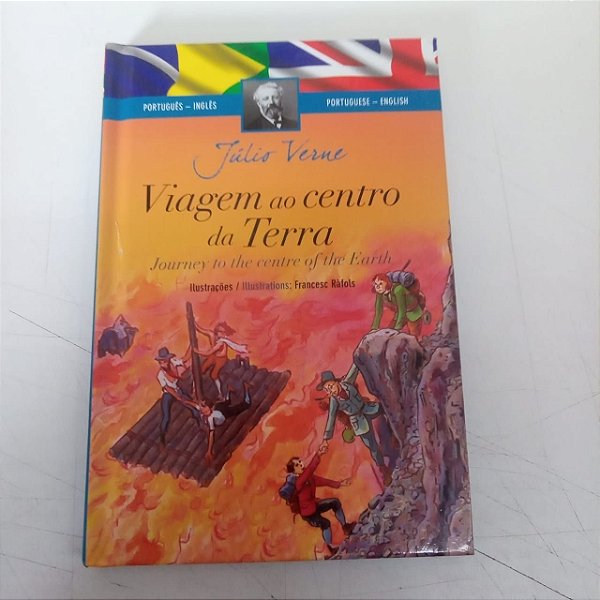 PORTUGUÊS – INGLÊS
PORTUGUESE – ENGLISH
Júlio Verne
Viagem ao centro
da Terra
Journey to the centre of the Earth
Ilustrações / Illustrations: Francesc Ràfols